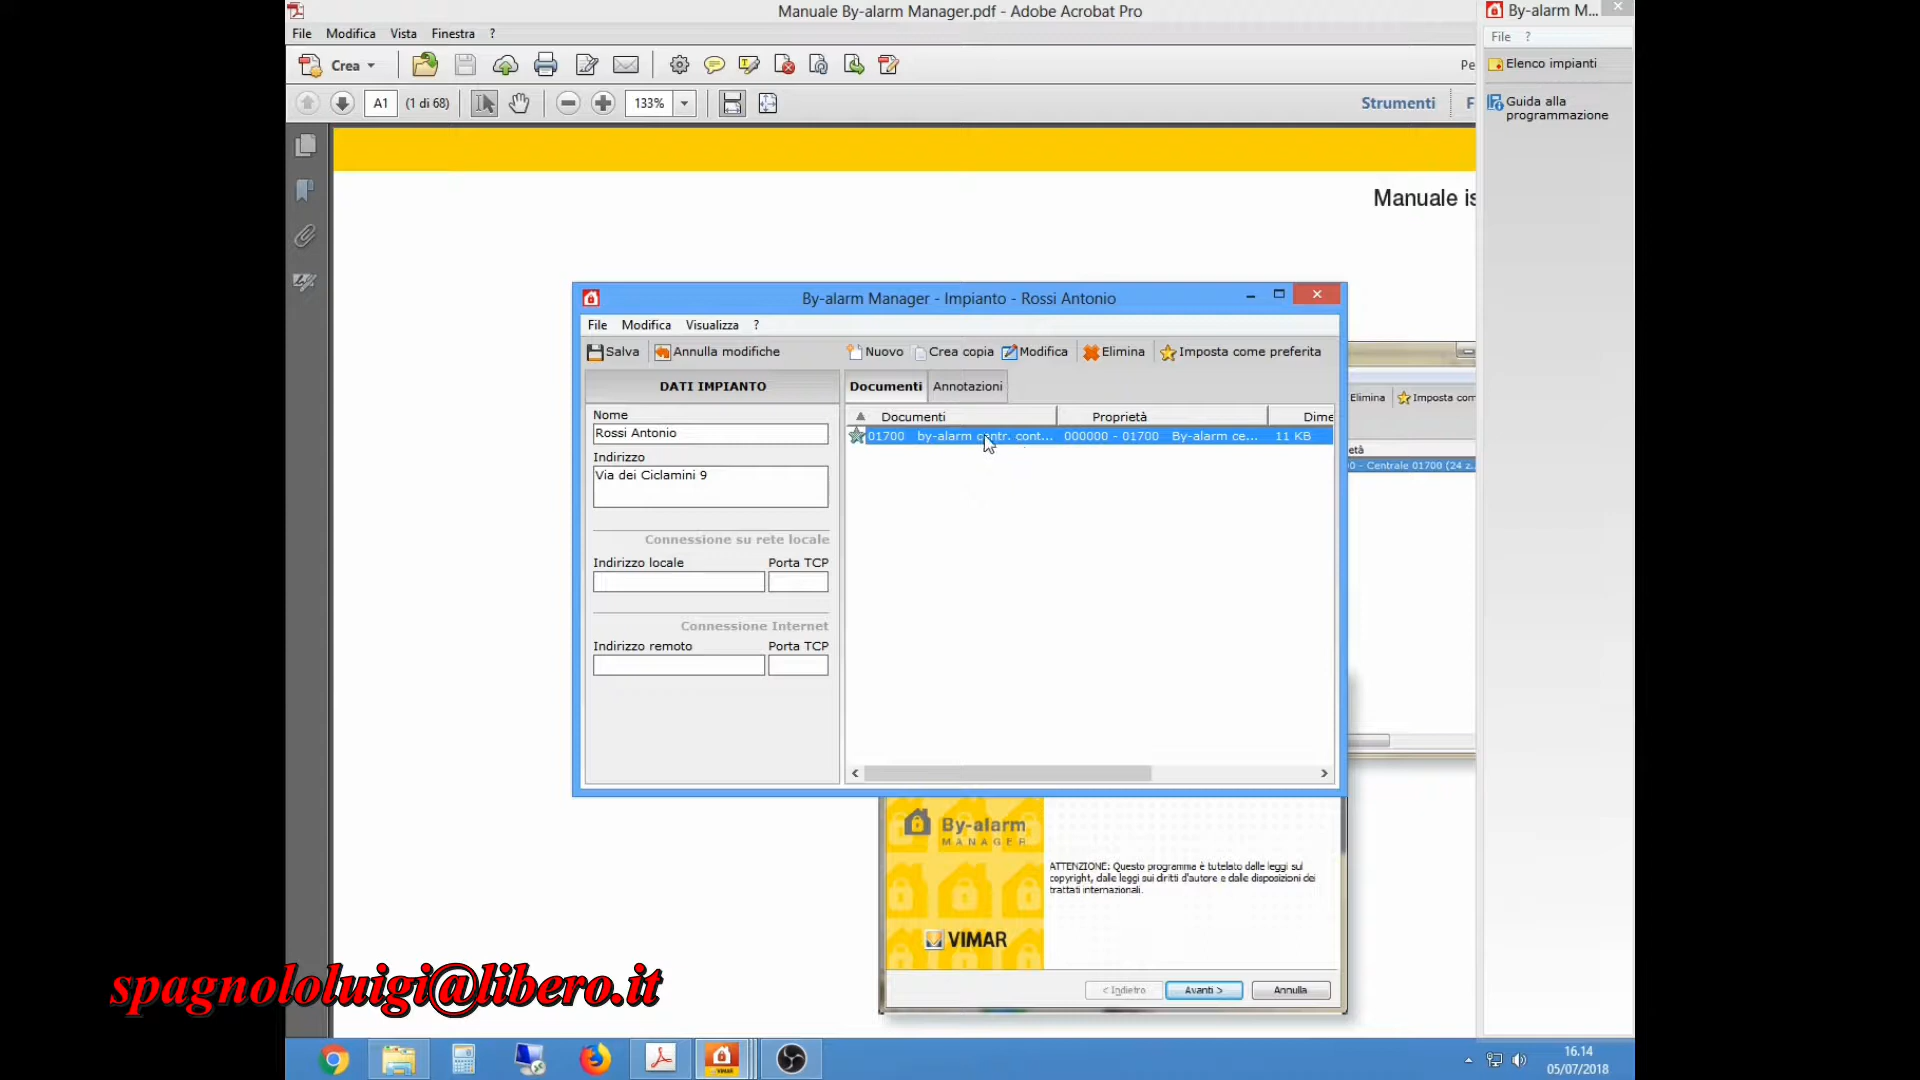 Manuale By-alarm Manager.pdf - Adobe Acrobat Pro
File Modifica Vista Finestra ?
Crea
A1 (1 di 68) 133% Strumenti
Manuale
By-alarm M...
File ?
Elenco impianti
Guida alla
programmazione
By-alarm Manager - Impianto - Rossi Antonio
File Modifica Visualizza ?
Salva Annulla modifiche Nuovo Crea copia Modifica Elimina Imposta come preferita
DATI IMPIANTO
Documenti Annotazioni
Nome
Rossi Antonio
Indirizzo
Via dei Ciclamini 9
Connessione su rete locale
Indirizzo locale Porta TCP
Connessione Internet
Indirizzo remoto Porta TCP
Documenti Proprietà Dime
01700 by-alarm centr. cont... 000000 - 01700 By-alarm ce... 11 KB
Elimina Imposta com
- Centrale 01700 (24 z...
By-alarm
MANAGER
VIMAR
ATTENZIONE: Questo programma è tutelato dalle leggi sul
copyright, dalle leggi sui diritti d'autore e dalle disposizioni dei
trattati internazionali.
< Indietro Avanti > Annulla
spagnololuigi@libero.it
VIMAR
16.14
05/07/2018